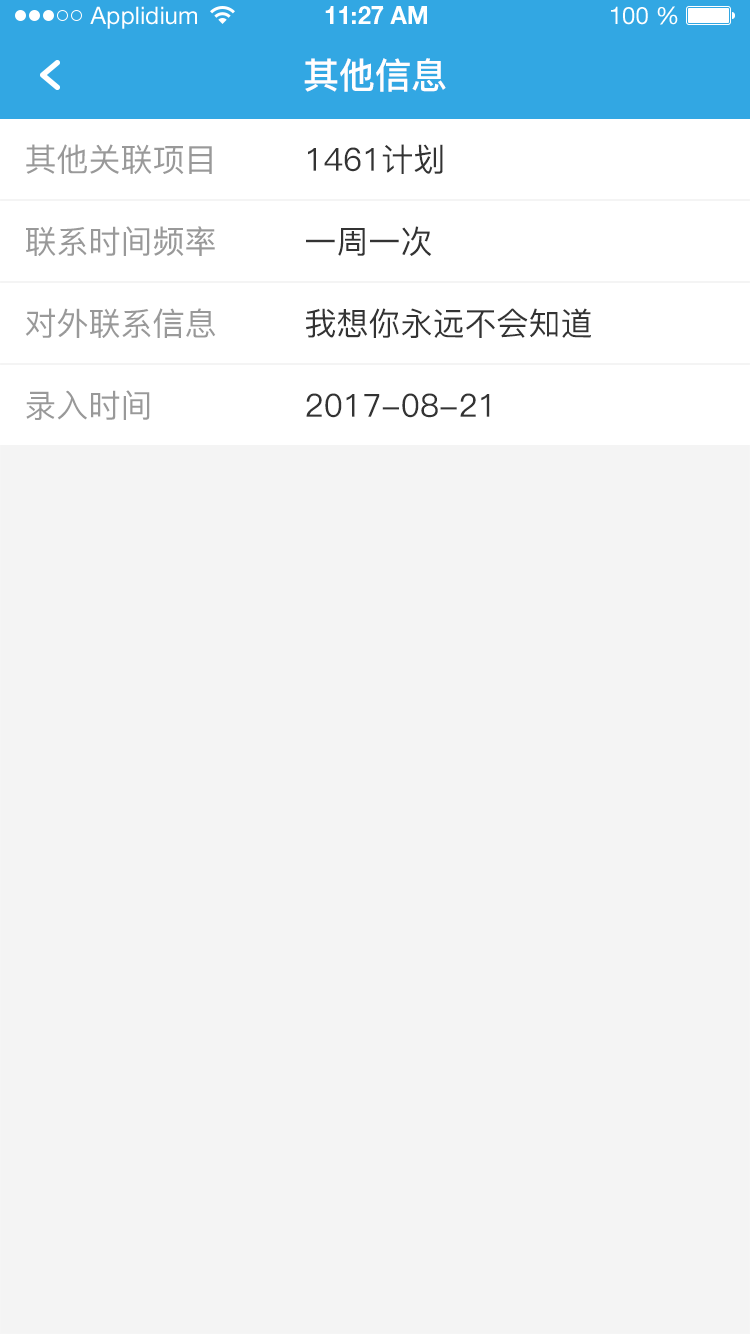 Applidium 11:27 AM 100 %
其他信息
其他关联项目 1461计划
联系时间频率 一周一次
对外联系信息 我想你永远不会知道
录入时间 2017-08-21